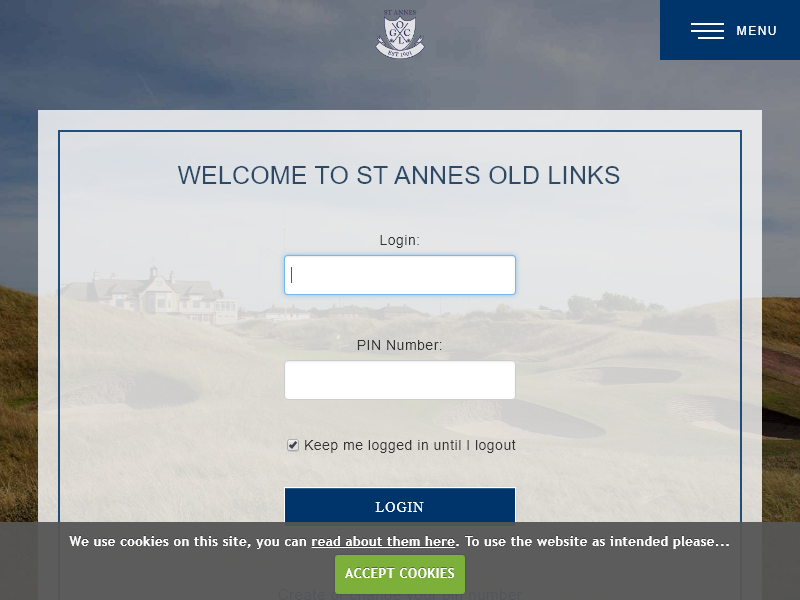 ST ANNES
O
G C
L
EST 1901
MENU
WELCOME TO ST ANNES OLD LINKS
Login:
PIN Number:
Keep me logged in until I logout
LOGIN
We use cookies on this site, you can read about them here. To use the website as intended please...
ACCEPT COOKIES